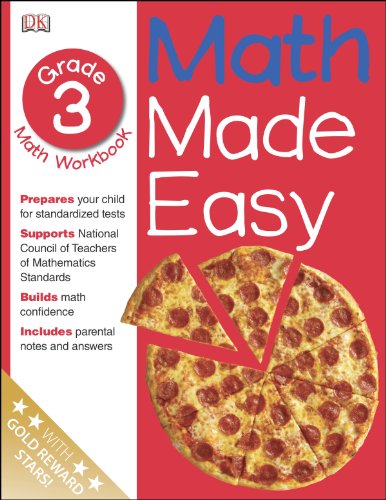 DK
Grade
3
Math Workbook
Math
Made
Easy
Prepares your child
for standardized tests
Supports National
Council of Teachers
of Mathematics
Standards
Builds math
confidence
Includes parental
notes and answers
WITH
GOLD REWARD
STARS!